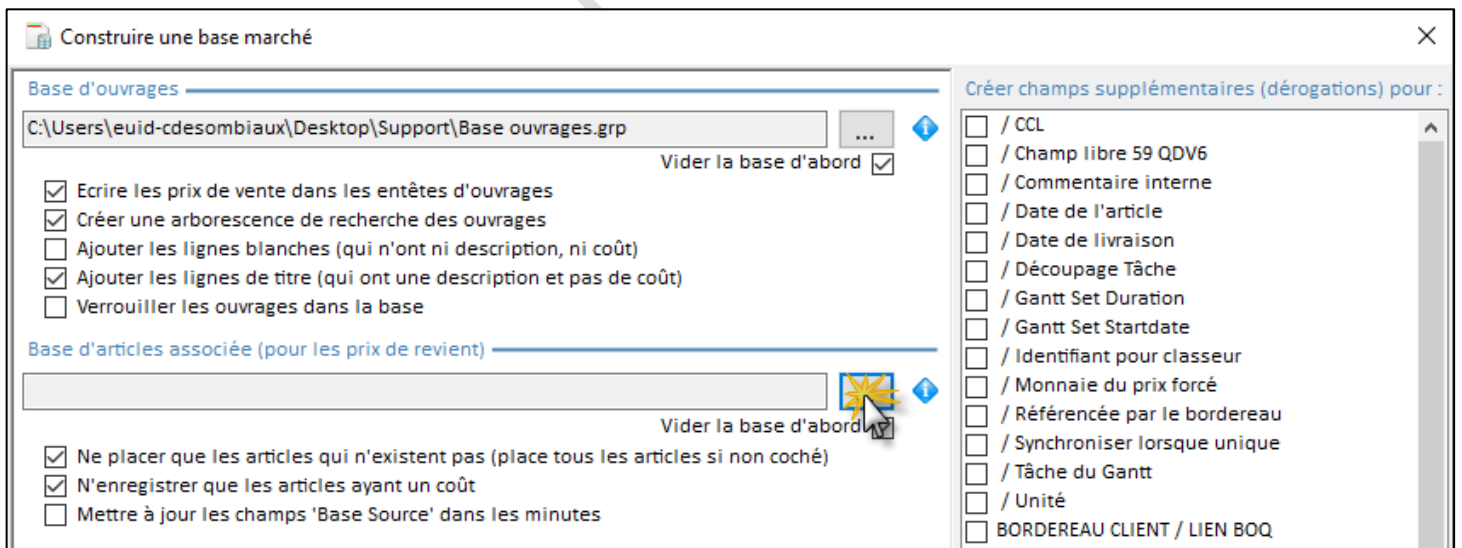 Construire une base marché
Base d'ouvrages
C:\Users\euid-cdesombiaux\Desktop\Support\Base ouvrages.grp
...
Vider la base d'abord
Ecrire les prix de vente dans les entêtes d'ouvrages
Créer une arborescence de recherche des ouvrages
Ajouter les lignes blanches (qui n'ont ni description, ni coût)
Ajouter les lignes de titre (qui ont une description et pas de coût)
Verrouiller les ouvrages dans la base
Base d'articles associée (pour les prix de revient)
Vider la base d'abord
Ne placer que les articles qui n'existent pas (place tous les articles si non coché)
N'enregistrer que les articles ayant un coût
Mettre à jour les champs 'Base Source' dans les minutes
Créer champs supplémentaires (dérogations) pour :
/ CCL
/ Champ libre 59 QDV6
/ Commentaire interne
/ Date de l'article
/ Date de livraison
/ Découpage Tâche
/ Gantt Set Duration
/ Gantt Set Startdate
/ Identifiant pour classeur
/ Monnaie du prix forcé
/ Référencée par le bordereau
/ Synchroniser lorsque unique
/ Tâche du Gantt
/ Unité
BORDEREAU CLIENT / LIEN BOQ